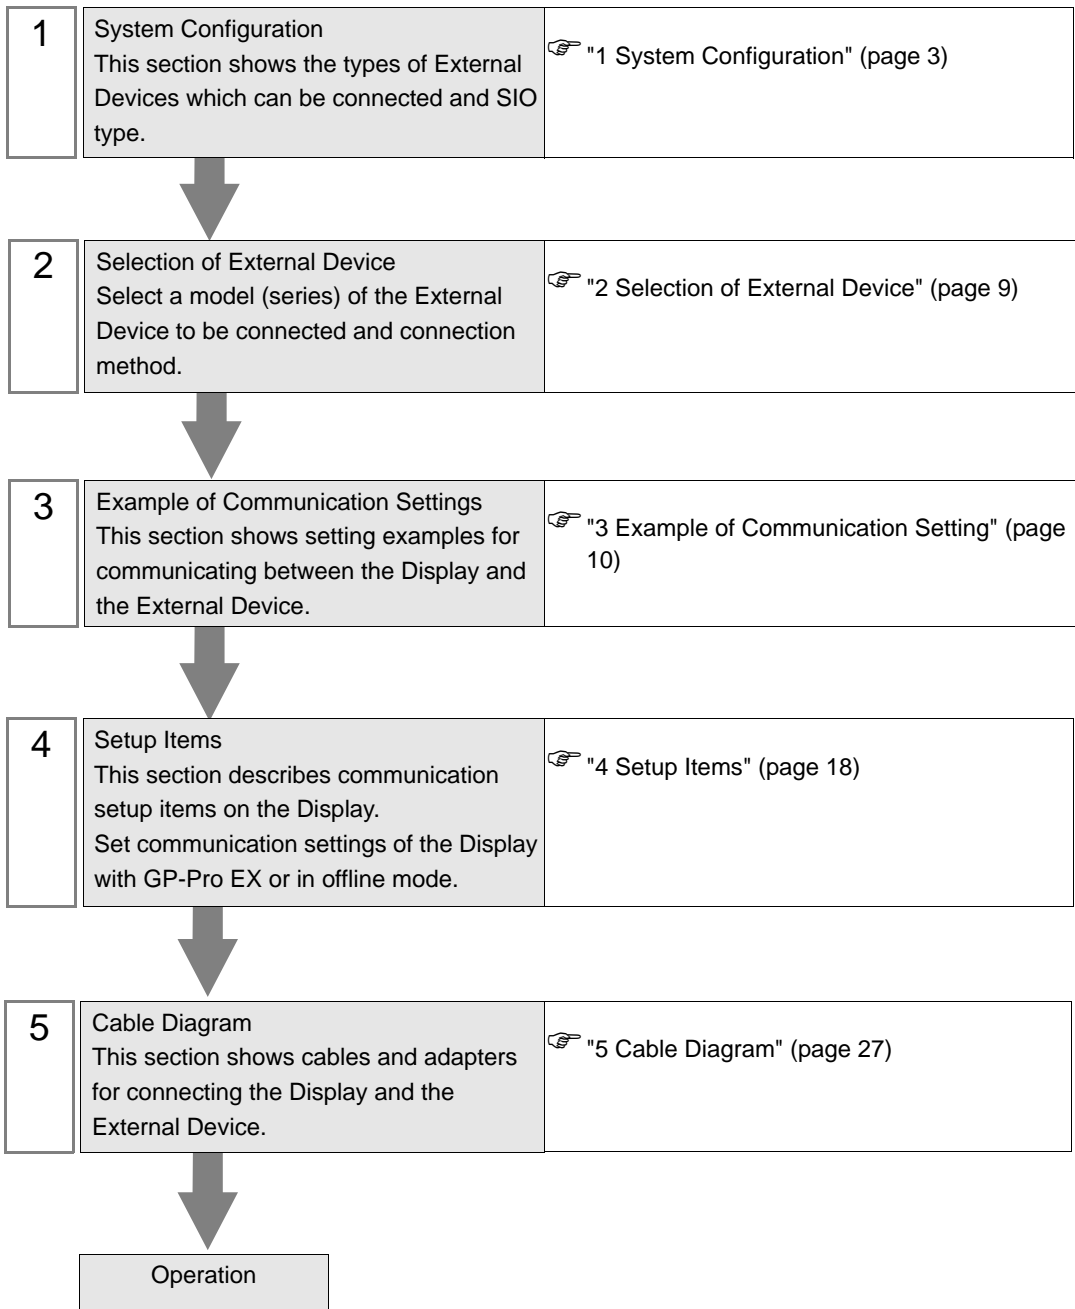 1
System Configuration
This section shows the types of External
Devices which can be connected and SIO
type.
"1 System Configuration" (page 3)
2
Selection of External Device
Select a model (series) of the External
Device to be connected and connection
method.
"2 Selection of External Device" (page 9)
3
Example of Communication Settings
This section shows setting examples for
communicating between the Display and
the External Device.
"3 Example of Communication Setting" (page
10)
4
Setup Items
This section describes communication
setup items on the Display.
Set communication settings of the Display
with GP-Pro EX or in offline mode.
"4 Setup Items" (page 18)
5
Cable Diagram
This section shows cables and adapters
for connecting the Display and the
External Device.
"5 Cable Diagram" (page 27)
Operation